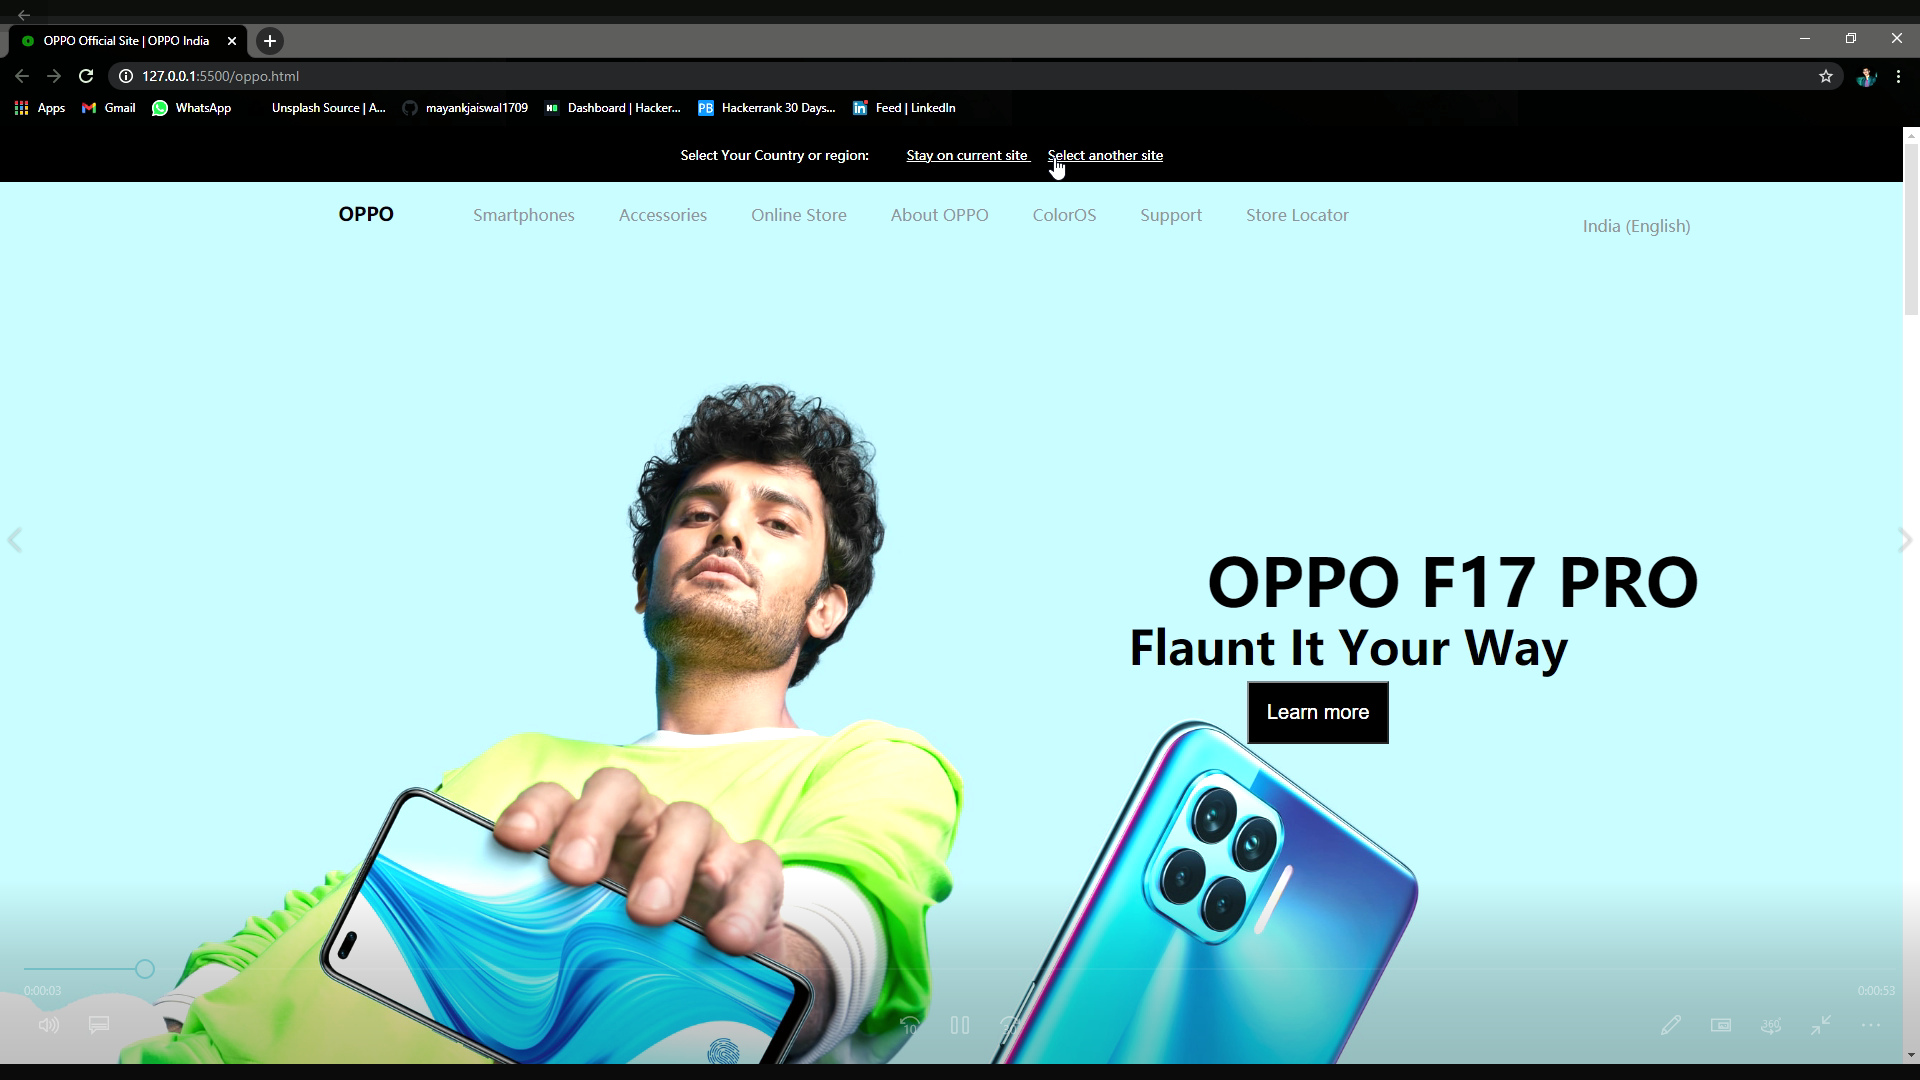 OPPO Official Site | OPPO India
127.0.0.1:5500/oppo.html
Apps Gmail WhatsApp Unsplash Source | A... mayankjaiswal1709 Dashboard | Hacker... Hackerrank 30 Days... Feed | LinkedIn
Select Your Country or region: Stay on current site Select another site
OPPO Smartphones Accessories Online Store About OPPO ColorOS Support Store Locator
India (English)
OPPO F17 PRO
Flaunt It Your Way
Learn more
0:00:03
0:00:53
10
30
360